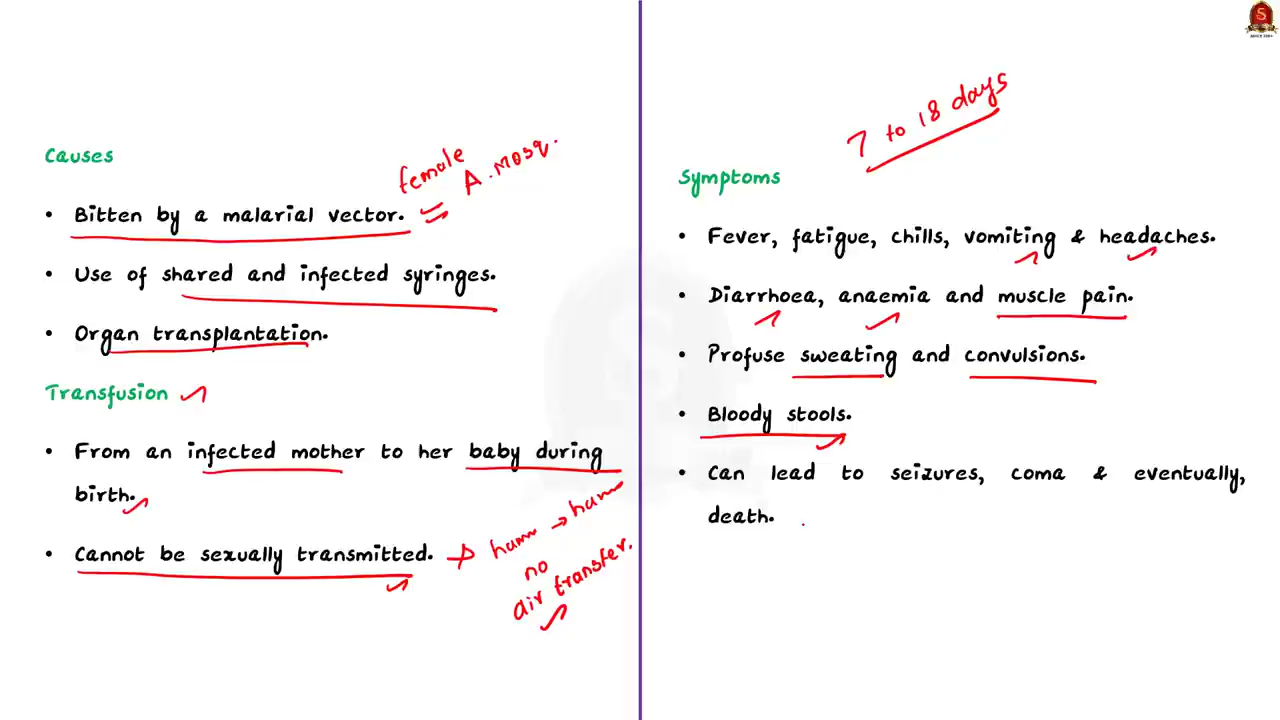 Causes
female
A. mosq.
• Bitten by a malarial vector.
• Use of shared and infected syringes.
• Organ transplantation.
Transfusion
• From an infected mother to her baby during
birth.
• Cannot be sexually transmitted.
no
air transfer.
7 to 18 days
Symptoms
• Fever, fatigue, chills, vomiting & headaches.
• Diarrhoea, anaemia and muscle pain.
• Profuse sweating and convulsions.
• Bloody stools.
• Can lead to seizures, coma & eventually,
death.